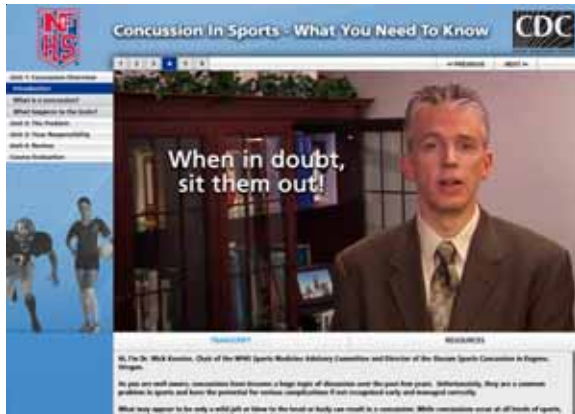 NFHS
Concussion In Sports - What You Need To Know
CDC
1 2 3 4 5 6
<< PREVIOUS NEXT >>
Unit 1: Concussion Overview
Introduction
What is a concussion?
What happens to the brain?
Unit 2: The Problem
Unit 3: Your Responsibility
Unit 4: Review
Course Evaluation
When in doubt,
sit them out!
TRANSCRIPT
RESOURCES
Hi, I'm Dr. Mick Koester, Chair of the NFHS Sports Medicine Advisory Committee and Director of the Slocum Sports Concussion in Eugene,
Oregon.
As you are well aware, concussions have become a huge topic of discussion over the past few years. Unfortunately, they are a common
problem in sports and have the potential for serious complications if not recognized early and managed correctly.
What may appear to be only a mild jolt or blow to the head or body can result in a concussion. While concussions occur at all levels of sports,